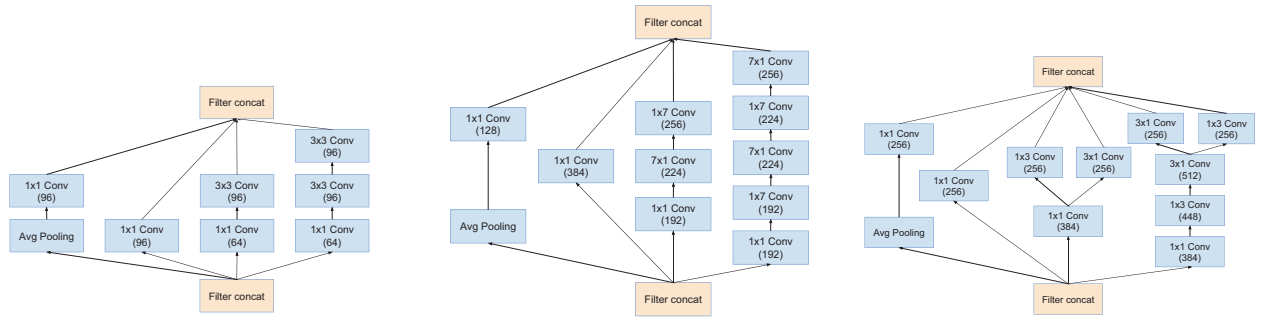 Filter concat
3x3 Conv
(96)
1x1 Conv
(96)
3x3 Conv
(96)
3x3 Conv
(96)
Avg Pooling
1x1 Conv
(96)
1x1 Conv
(64)
1x1 Conv
(64)
Filter concat
Filter concat
7x1 Conv
(256)
1x1 Conv
(128)
1x7 Conv
(256)
1x7 Conv
(224)
1x1 Conv
(384)
7x1 Conv
(224)
7x1 Conv
(224)
Avg Pooling
1x1 Conv
(192)
1x7 Conv
(192)
1x1 Conv
(192)
Filter concat
Filter concat
1x1 Conv
(256)
3x1 Conv
(256)
1x3 Conv
(256)
1x1 Conv
(256)
1x3 Conv
(256)
3x1 Conv
(256)
3x1 Conv
(512)
Avg Pooling
1x1 Conv
(384)
1x3 Conv
(448)
1x1 Conv
(384)
Filter concat